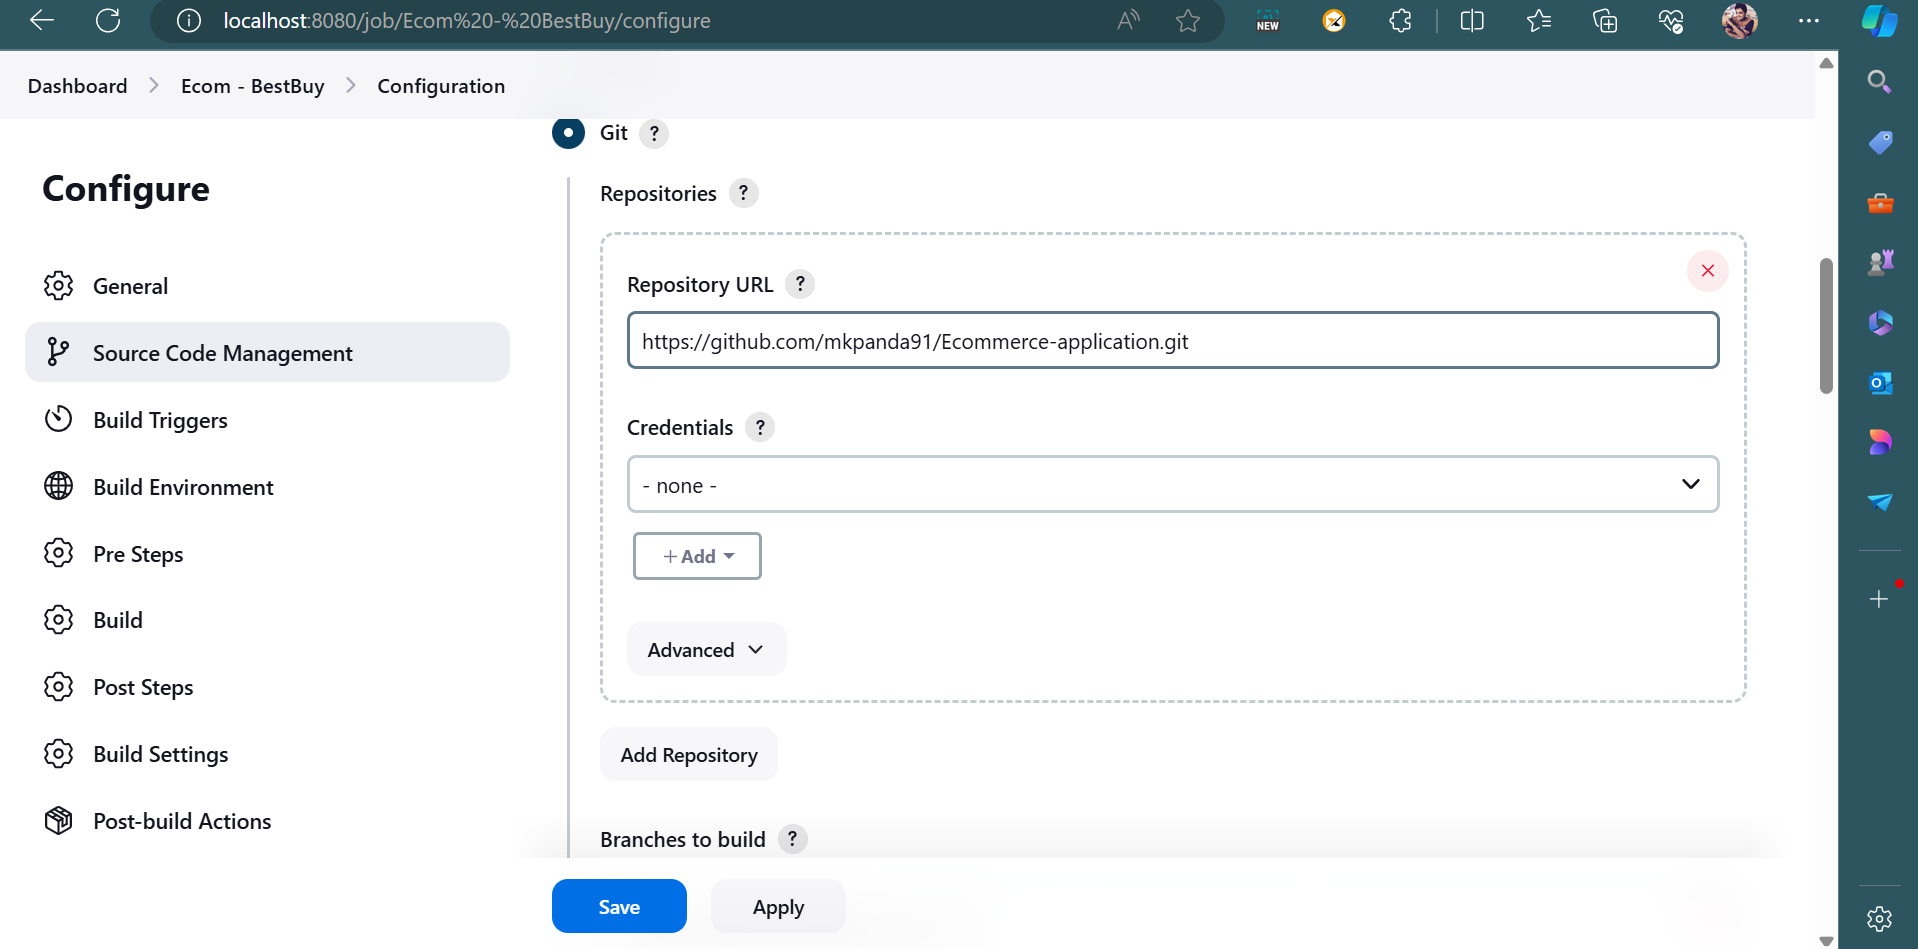 localhost:8080/job/Ecom%20-%20BestBuy/configure
NEW
Dashboard > Ecom - BestBuy > Configuration
Configure
General
Source Code Management
Build Triggers
Build Environment
Pre Steps
Build
Post Steps
Build Settings
Post-build Actions
Git ?
Repositories ?
Repository URL ?
https://github.com/mkpanda91/Ecommerce-application.git
Credentials ?
- none -
+ Add
Advanced
Add Repository
Branches to build ?
Save Apply